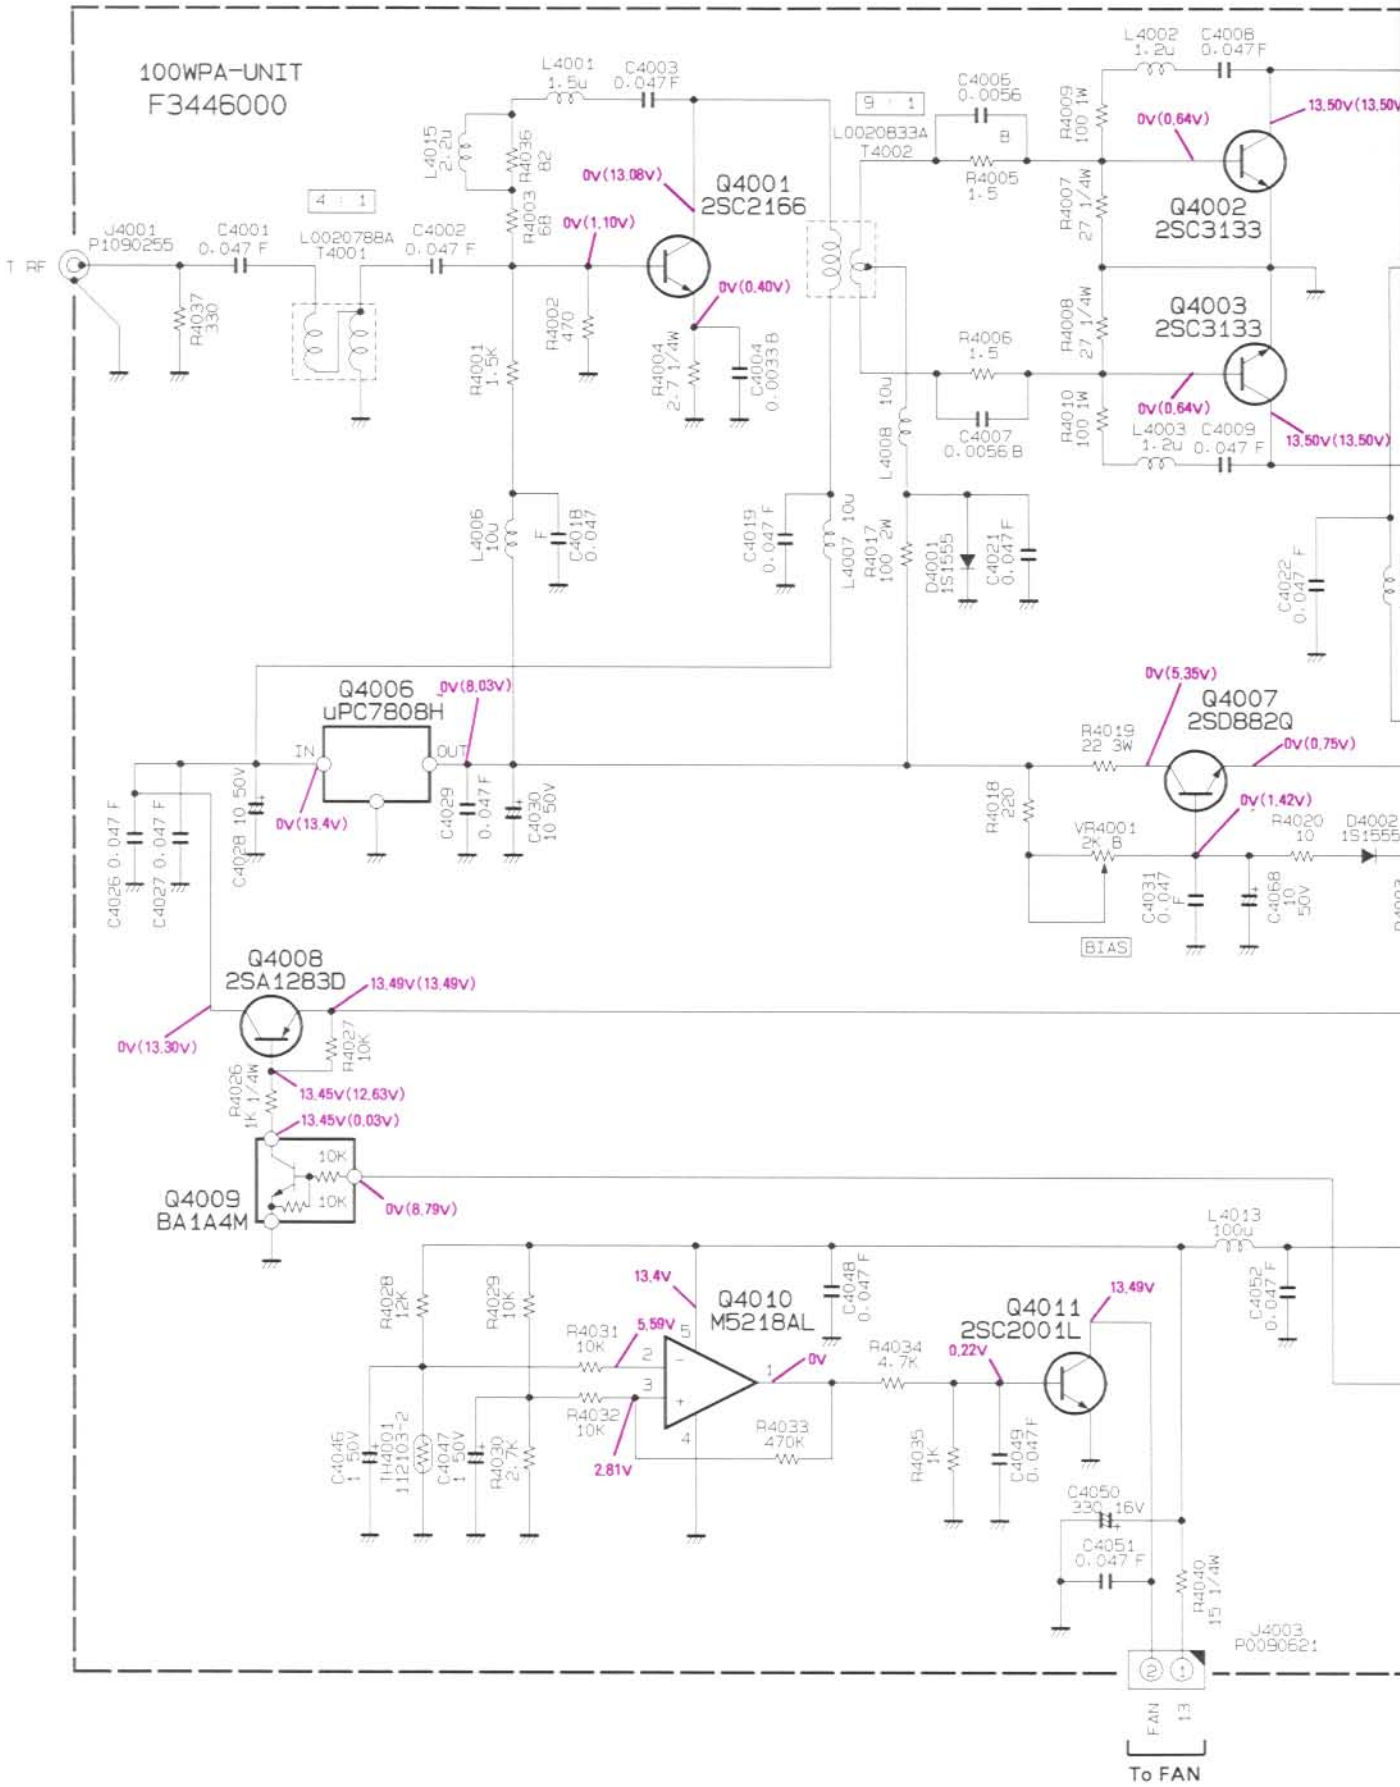 100WPA-UNIT
F3446000
L4001
1.5u
C4003
0.047F
L4015
2.2u
R4036
82
R4003
68
4 : 1
L0020788A
T4001
J4001
P1090255
T RF
C4001
0.047 F
R4037
330
C4002
0.047 F
0V(13.08V)
0V(1.10V)
Q4001
2SC2166
0V(0.40V)
R4002
470
R4001
1.5K
R4004
2.7 1/4W
C4004
0.0033B
9 : 1
L0020833A
T4002
C4005
0.0056
B
R4005
1.5
L4002
1.2u
C4008
0.047F
R4009
100 1W
0V(0.64V)
13.50V(13.50V
R4007
27 1/4W
Q4002
2SC3133
R4008
27 1/4W
Q4003
2SC3133
R4006
1.5
C4007
0.0056B
R4010
100 1W
0V(0.64V)
13.50V(13.50V)
L4003
1.2u
C4009
0.047 F
L4008 10u
L4006
10u
F
C4018
0.047
C4019
0.047 F
L4007 10u
R4017
100 2W
D4001
1S1555
C4021
0.047F
C4022
0.047 F
Q4006
uPC7808H
0V(8.03V)
IN
OUT
0V(13.4V)
C4026 0.047 F
C4027 0.047 F
C4028 10 50V
C4029
0.047 F
C4030
10 50V
0V(5.35V)
Q4007
2SD882Q
R4019
22 3W
0V(0.75V)
R4018
220
VR4001
2K B
0V(1.42V)
R4020
10
D4002
1S1555
C4031
0.047
F
C4068
10
50V
BIAS
Q4008
2SA1283D
13.49V(13.49V)
0V(13.30V)
R4027
10K
R4026
1K 1/4W
13.45V(12.63V)
13.45V(0.03V)
10K
10K
Q4009
BA1A4M
0V(8.79V)
L4013
100u
R4028
12K
R4029
10K
13.4V
Q4010
M5218AL
C4048
0.047 F
Q4011
2SC2001L
13.49V
C4052
0.047 F
R4031
10K
5.59V
5
2
-
3
+
4
1
0V
R4034
4.7K
0.22V
R4032
10K
R4033
470K
2.81V
C4046
1 50V
TH4001
112103-2
C4047
1 50V
R4030
2.7K
R4035
1K
C4049
0.047F
C4050
330 16V
C4051
0.047 F
R4040
15 1/4W
J4003
P0090621
2 1
FAN
13
To FAN